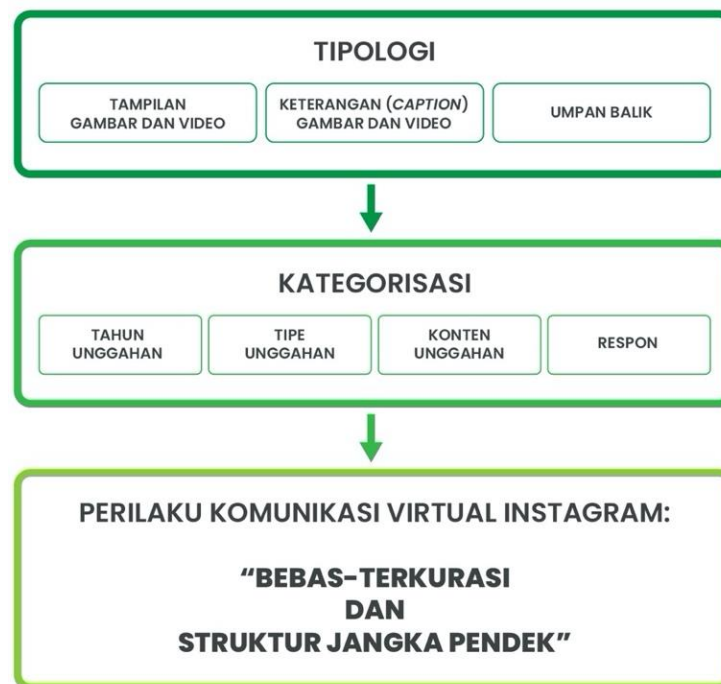 TIPOLOGI
TAMPILAN
GAMBAR DAN VIDEO
KETERANGAN (CAPTION)
GAMBAR DAN VIDEO
UMPAN BALIK
KATEGORISASI
TAHUN
UNGGAHAN
TIPE
UNGGAHAN
KONTEN
UNGGAHAN
RESPON
PERILAKU KOMUNIKASI VIRTUAL INSTAGRAM:
“BEBAS-TERKURASI
DAN
STRUKTUR JANGKA PENDEK”